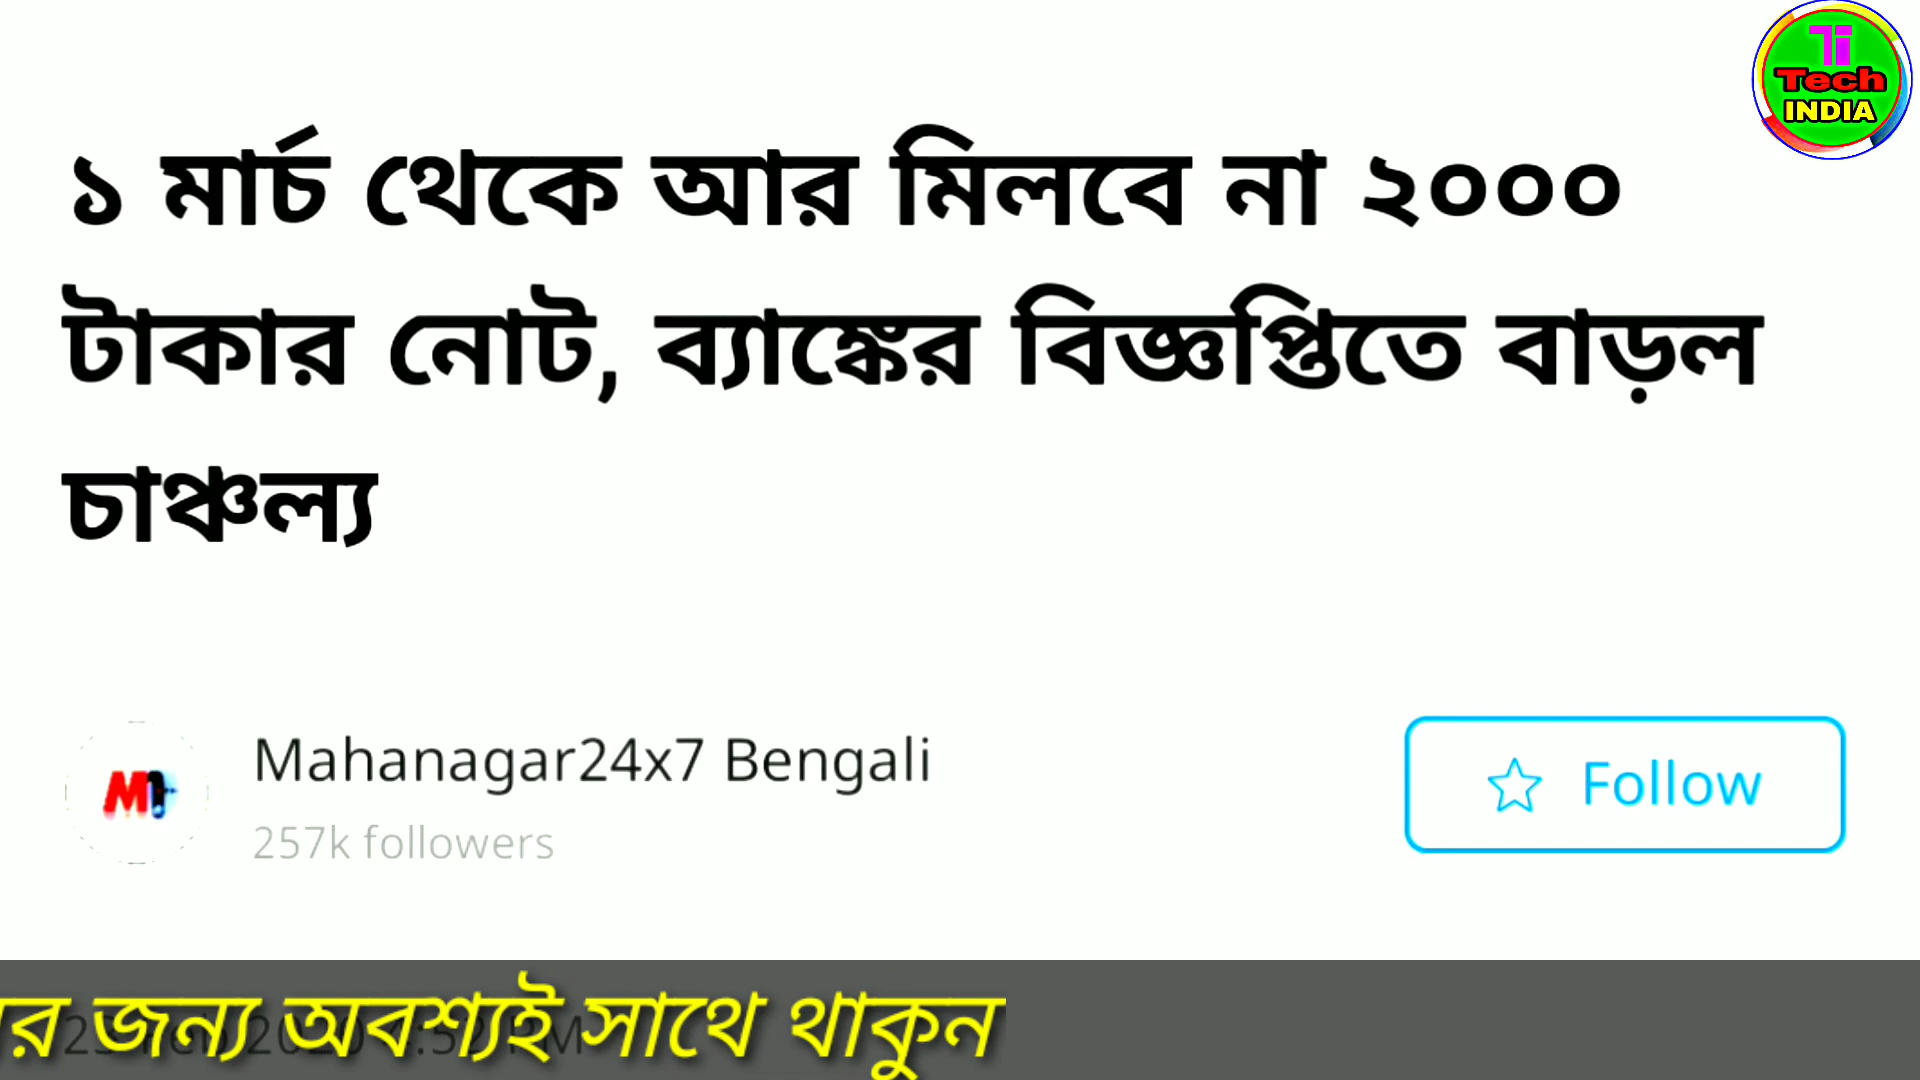 Ti
Tech
INDIA
১ মার্চ থেকে আর মিলবে না ২০০০
টাকার নোট, ব্যাঙ্কের বিজ্ঞপ্তিতে বাড়ল
চাঞ্চল্য
Mahanagar24x7 Bengali
257k followers
Follow
জন্য অবশ্যই সাথে থাকুন